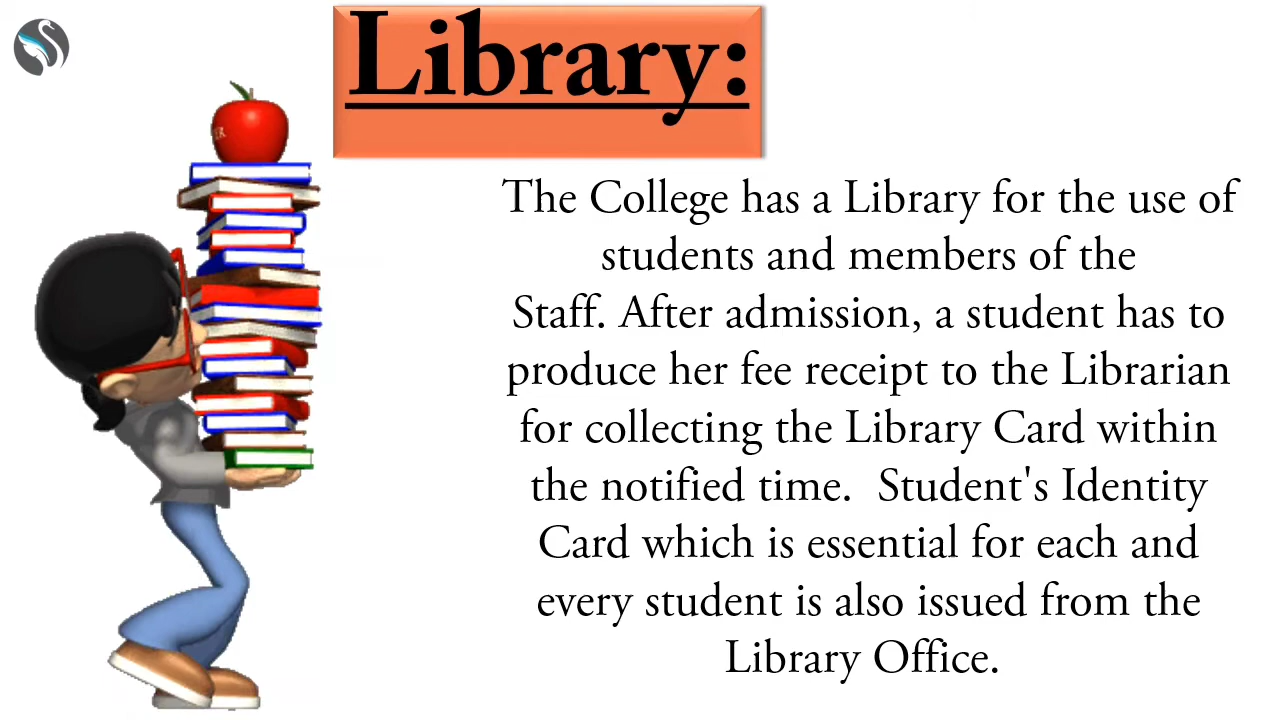 Library:
The College has a Library for the use of
students and members of the
Staff. After admission, a student has to
produce her fee receipt to the Librarian
for collecting the Library Card within
the notified time.  Student's Identity
Card which is essential for each and
every student is also issued from the
Library Office.